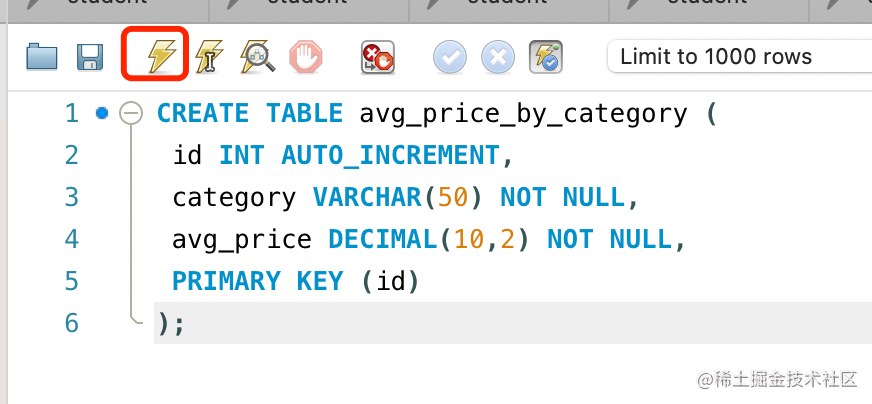 student student student student
Limit to 1000 rows
1 CREATE TABLE avg_price_by_category (
2 id INT AUTO_INCREMENT,
3 category VARCHAR(50) NOT NULL,
4 avg_price DECIMAL(10,2) NOT NULL,
5 PRIMARY KEY (id)
6 );
@稀土掘金技术社区